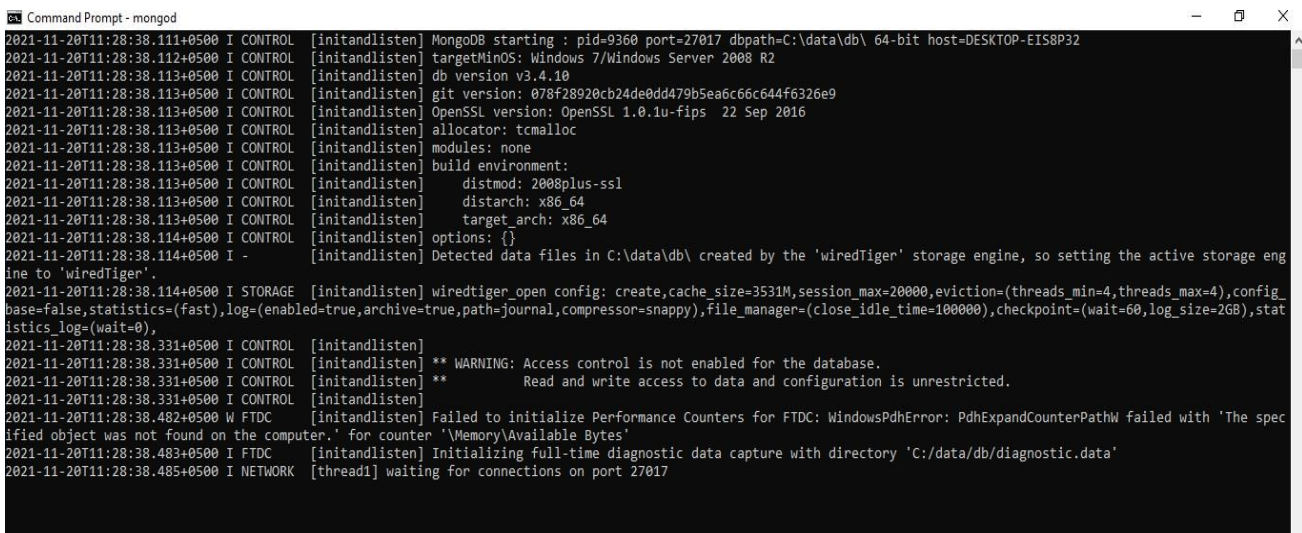 Command Prompt - mongod
2021-11-20T11:28:38.111+0500 I CONTROL  [initandlisten] MongoDB starting : pid=9360 port=27017 dbpath=C:\data\db\ 64-bit host=DESKTOP-EIS8P32
2021-11-20T11:28:38.112+0500 I CONTROL  [initandlisten] targetMinOS: Windows 7/Windows Server 2008 R2
2021-11-20T11:28:38.113+0500 I CONTROL  [initandlisten] db version v3.4.10
2021-11-20T11:28:38.113+0500 I CONTROL  [initandlisten] git version: 078f28920cb24de0dd479b5ea6c66c644f6326e9
2021-11-20T11:28:38.113+0500 I CONTROL  [initandlisten] OpenSSL version: OpenSSL 1.0.1u-fips  22 Sep 2016
2021-11-20T11:28:38.113+0500 I CONTROL  [initandlisten] allocator: tcmalloc
2021-11-20T11:28:38.113+0500 I CONTROL  [initandlisten] modules: none
2021-11-20T11:28:38.113+0500 I CONTROL  [initandlisten] build environment:
2021-11-20T11:28:38.113+0500 I CONTROL  [initandlisten]     distmod: 2008plus-ssl
2021-11-20T11:28:38.113+0500 I CONTROL  [initandlisten]     distarch: x86_64
2021-11-20T11:28:38.113+0500 I CONTROL  [initandlisten]     target_arch: x86_64
2021-11-20T11:28:38.114+0500 I CONTROL  [initandlisten] options: {}
2021-11-20T11:28:38.114+0500 I -        [initandlisten] Detected data files in C:\data\db\ created by the 'wiredTiger' storage engine, so setting the active storage eng
ine to 'wiredTiger'.
2021-11-20T11:28:38.114+0500 I STORAGE  [initandlisten] wiredtiger_open config: create,cache_size=3531M,session_max=20000,eviction=(threads_min=4,threads_max=4),config_
base=false,statistics=(fast),log=(enabled=true,archive=true,path=journal,compressor=snappy),file_manager=(close_idle_time=100000),checkpoint=(wait=60,log_size=2GB),stat
istics_log=(wait=0),
2021-11-20T11:28:38.331+0500 I CONTROL  [initandlisten]
2021-11-20T11:28:38.331+0500 I CONTROL  [initandlisten] ** WARNING: Access control is not enabled for the database.
2021-11-20T11:28:38.331+0500 I CONTROL  [initandlisten] **          Read and write access to data and configuration is unrestricted.
2021-11-20T11:28:38.331+0500 I CONTROL  [initandlisten]
2021-11-20T11:28:38.482+0500 W FTDC     [initandlisten] Failed to initialize Performance Counters for FTDC: WindowsPdhError: PdhExpandCounterPathW failed with 'The spec
ified object was not found on the computer.' for counter '\Memory\Available Bytes'
2021-11-20T11:28:38.483+0500 I FTDC     [initandlisten] Initializing full-time diagnostic data capture with directory 'C:/data/db/diagnostic.data'
2021-11-20T11:28:38.485+0500 I NETWORK  [thread1] waiting for connections on port 27017